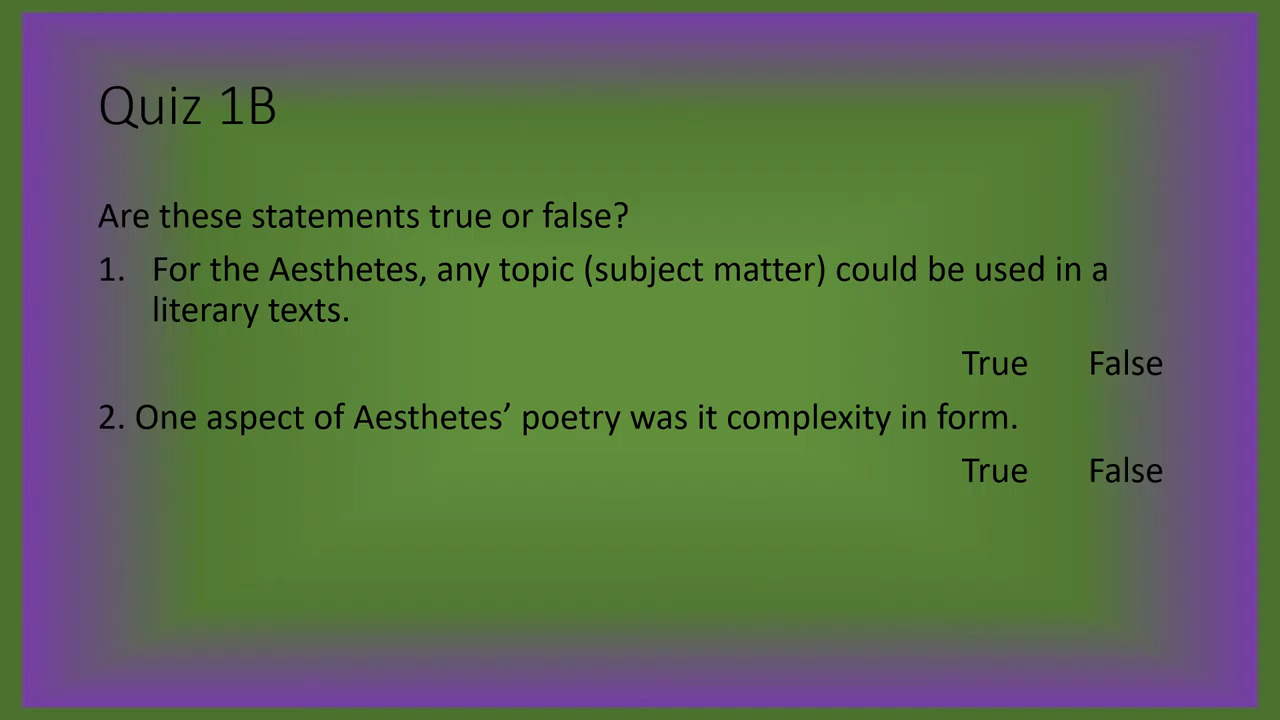 Quiz 1B
Are these statements true or false?
1. For the Aesthetes, any topic (subject matter) could be used in a
literary texts.
True False
2. One aspect of Aesthetes’ poetry was it complexity in form.
True False